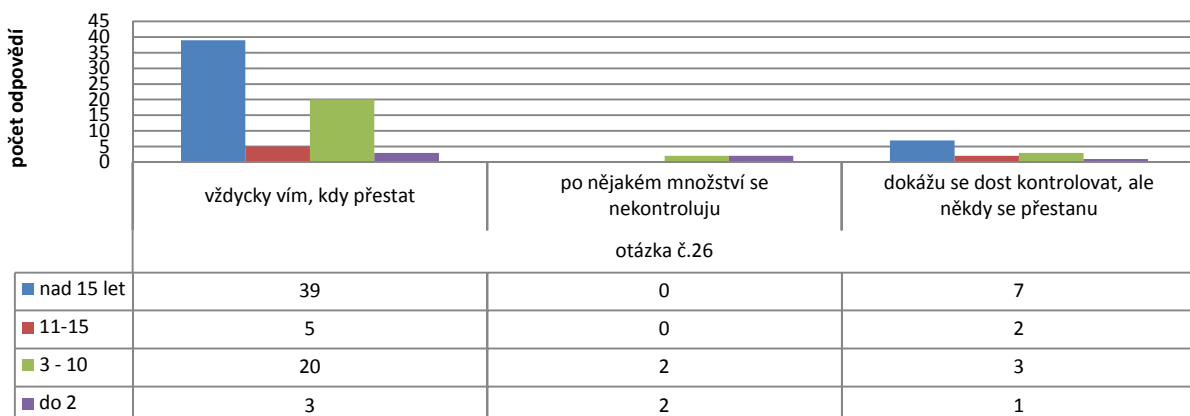 počet odpovědí
45
40
35
30
25
20
15
10
5
0
vždycky vím, kdy přestat
po nějakém množství se
nekontroluju
dokážu se dost kontrolovat, ale
někdy se přestanu
otázka č.26
nad 15 let 39 0 7
11-15 5 0 2
3 - 10 20 2 3
do 2 3 2 1